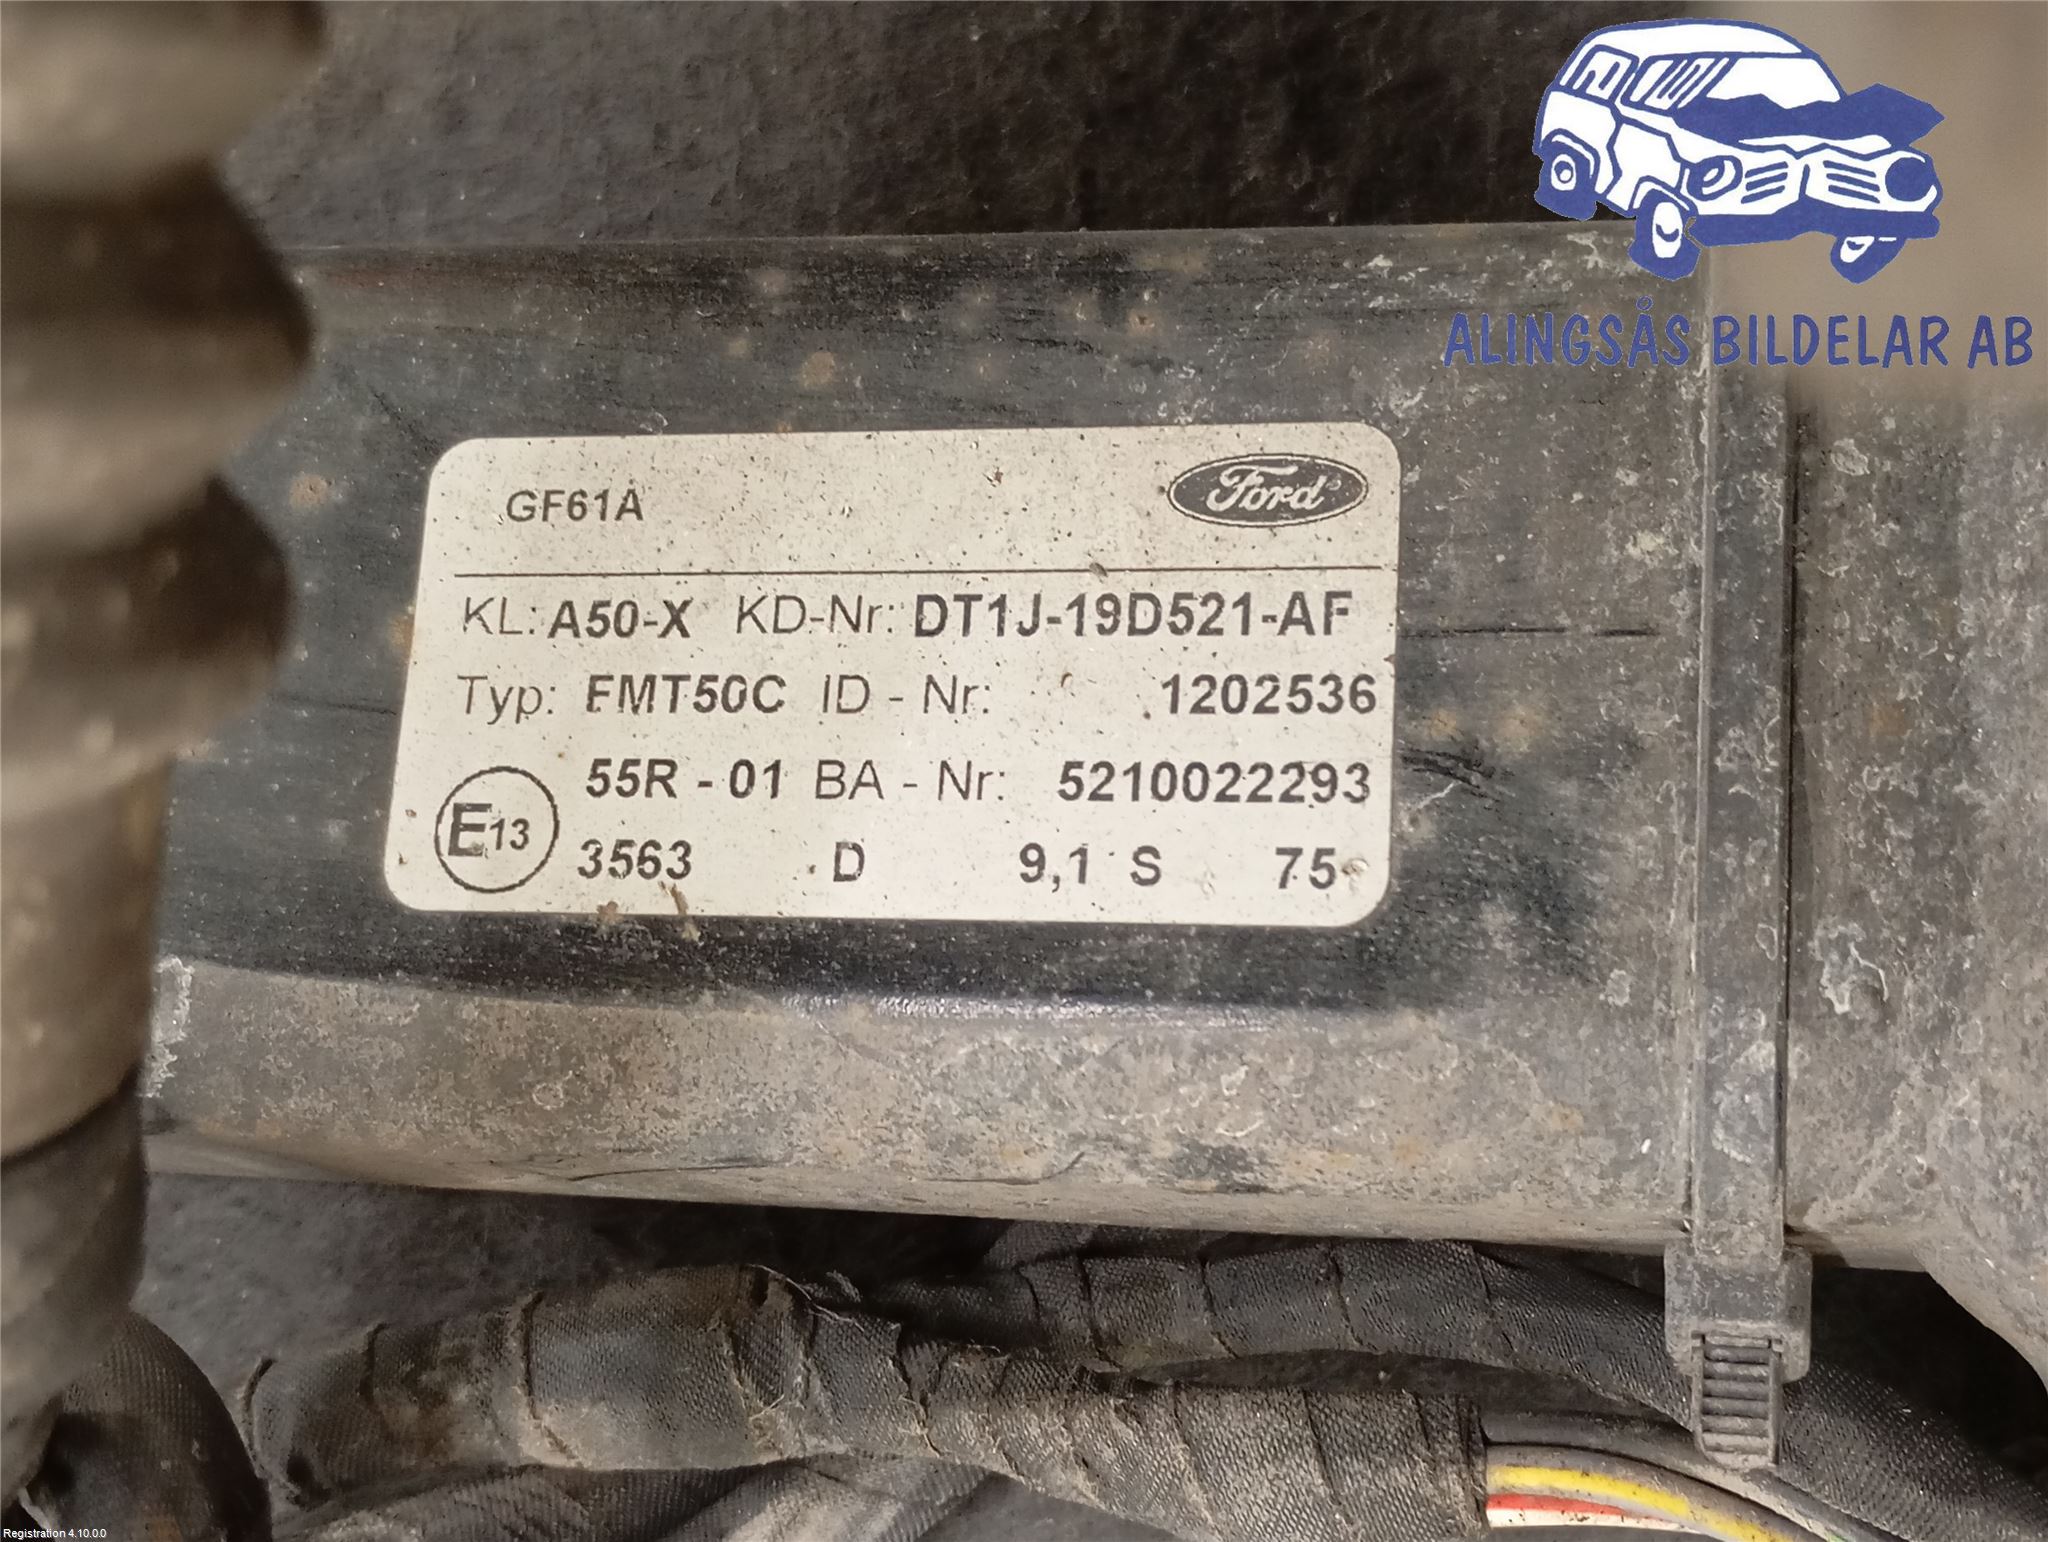 ALINGSÅS BILDELAR AB
GF61A Ford
KL: A50-X KD-Nr: DT1J-19D521-AF
Typ: FMT50C ID - Nr: 1202536
55R - 01 BA - Nr: 5210022293
E13 3563 D 9,1 S 75
Registration 4.10.0.0